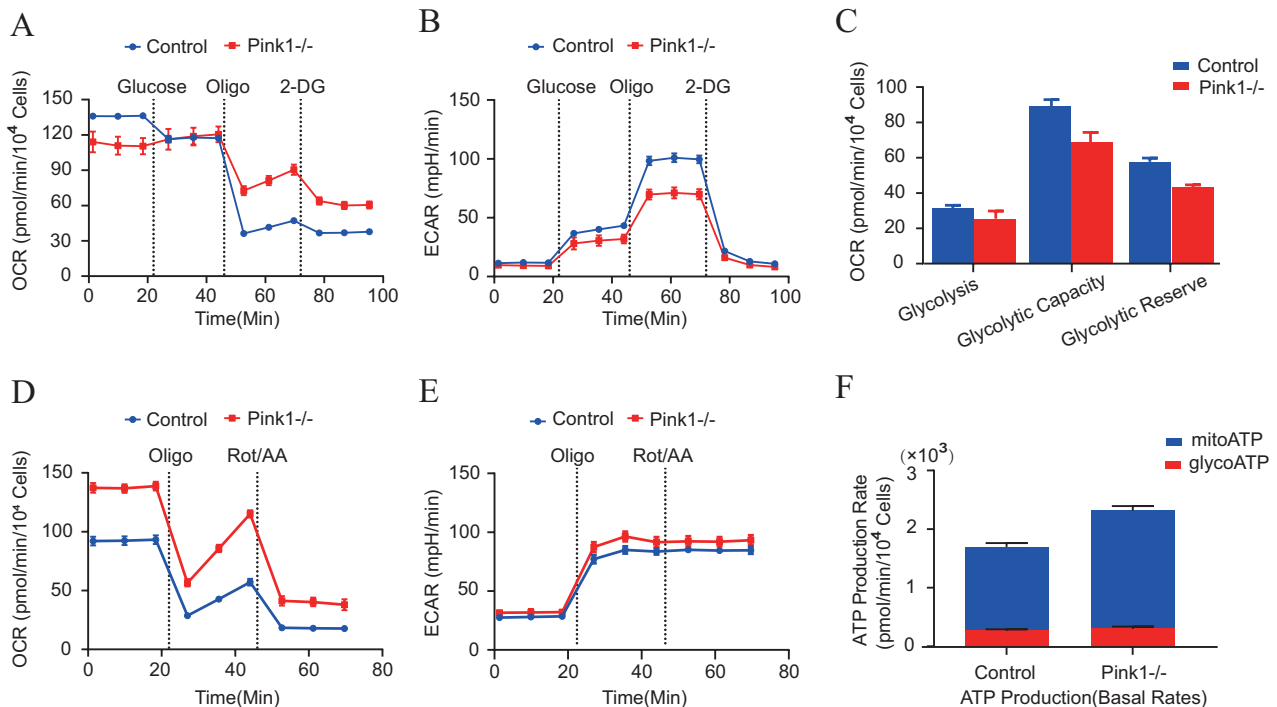 A
Control Pink1-/-
Glucose Oligo 2-DG
OCR (pmol/min/10⁴ Cells)
150
120
90
60
30
0
0 20 40 60 80 100
Time(Min)
B
Control Pink1-/-
Glucose Oligo 2-DG
ECAR (mpH/min)
150
100
50
0
0 20 40 60 80 100
Time(Min)
C
Control
Pink1-/-
OCR (pmol/min/10⁴ Cells)
100
80
60
40
20
0
Glycolysis
Glycolytic Capacity
Glycolytic Reserve
D
Control Pink1-/-
Oligo Rot/AA
OCR (pmol/min/10⁴ Cells)
150
100
50
0
0 20 40 60 80
Time(Min)
E
Control Pink1-/-
Oligo Rot/AA
ECAR (mpH/min)
150
100
50
0
0 20 40 60 80
Time(Min)
F
mitoATP
glycoATP
(×10³)
ATP Production Rate
(pmol/min/10⁴ Cells)
3
2
1
0
Control Pink1-/-
ATP Production(Basal Rates)